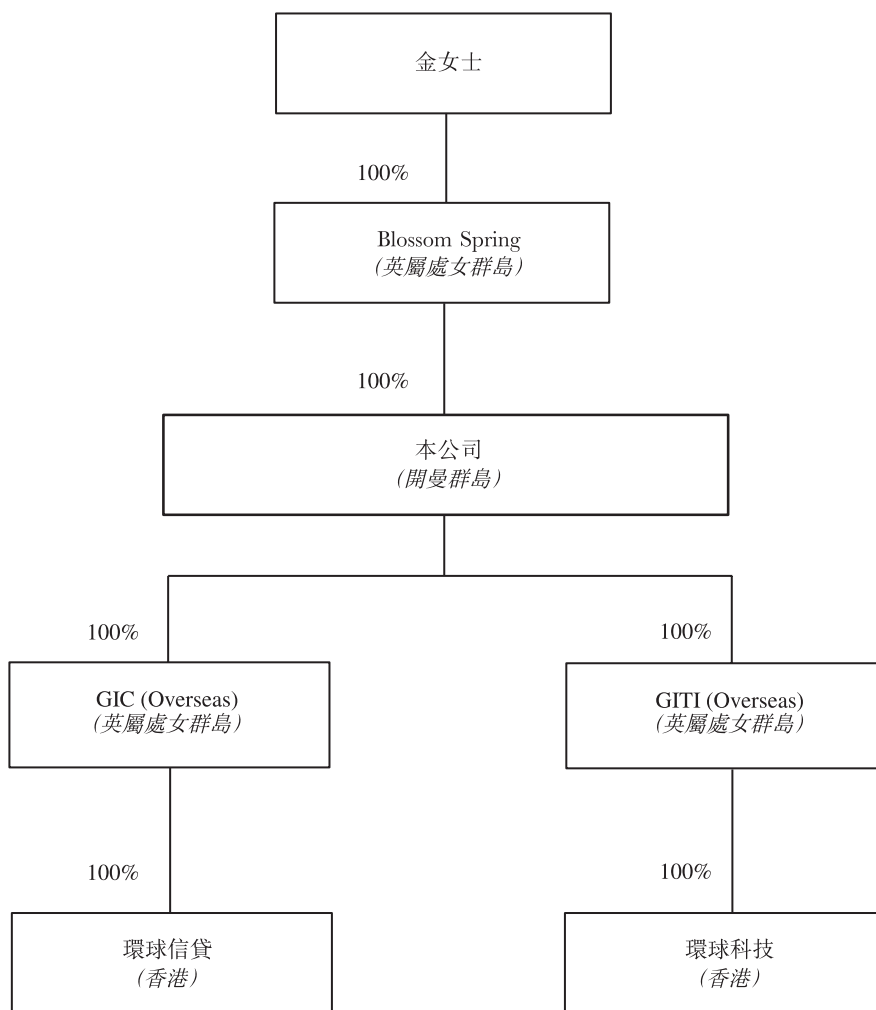 金女士
100%
Blossom Spring
(英屬處女群島)
100%
本公司
(開曼群島)
100%
100%
GIC (Overseas)
(英屬處女群島)
GITI (Overseas)
(英屬處女群島)
100%
100%
環球信貸
(香港)
環球科技
(香港)